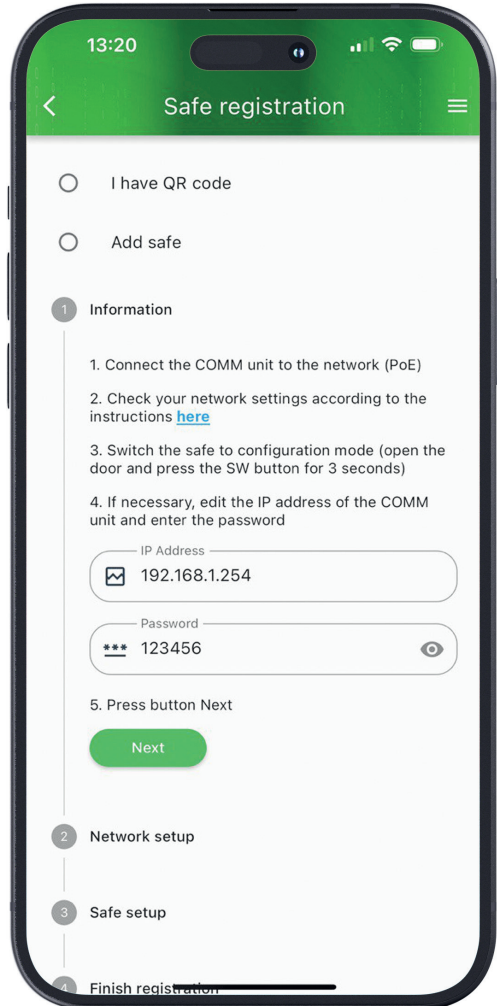 13:20
Safe registration
I have QR code
Add safe
1 Information
1. Connect the COMM unit to the network (PoE)
2. Check your network settings according to the
instructions here
3. Switch the safe to configuration mode (open the
door and press the SW button for 3 seconds)
4. If necessary, edit the IP address of the COMM
unit and enter the password
IP Address
192.168.1.254
Password
*** 123456
5. Press button Next
Next
2 Network setup
3 Safe setup
4 Finish registration